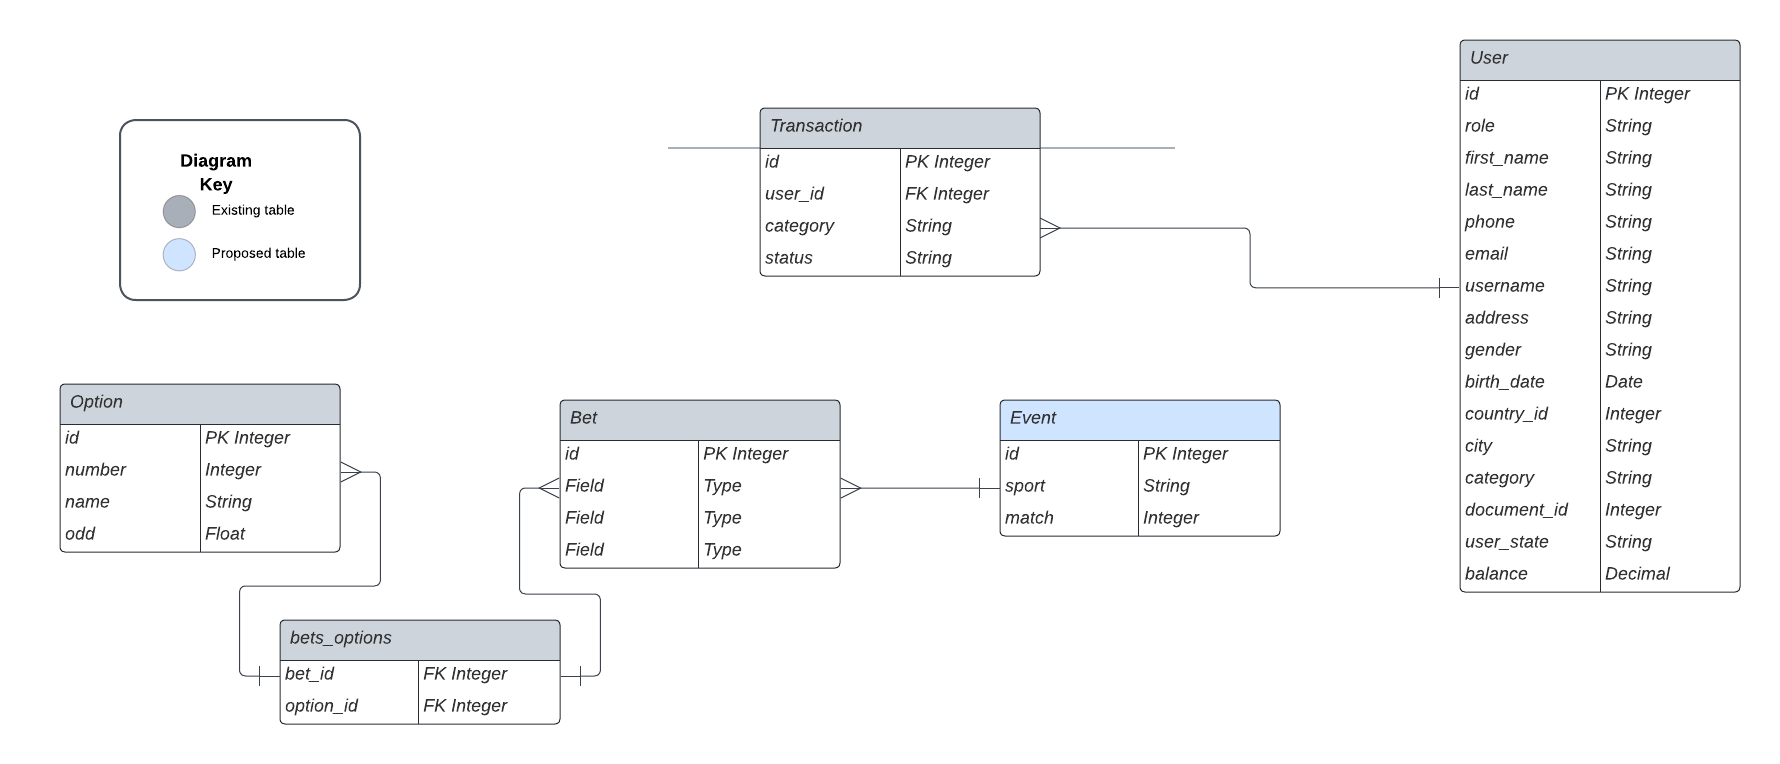 Diagram
Key
Existing table
Proposed table
Transaction
id PK Integer
user_id FK Integer
category String
status String
User
id PK Integer
role String
first_name String
last_name String
phone String
email String
username String
address String
gender String
birth_date Date
country_id Integer
city String
category String
document_id Integer
user_state String
balance Decimal
Option
id PK Integer
number Integer
name String
odd Float
Bet
id PK Integer
Field Type
Field Type
Field Type
Event
id PK Integer
sport String
match Integer
bets_options
bet_id FK Integer
option_id FK Integer